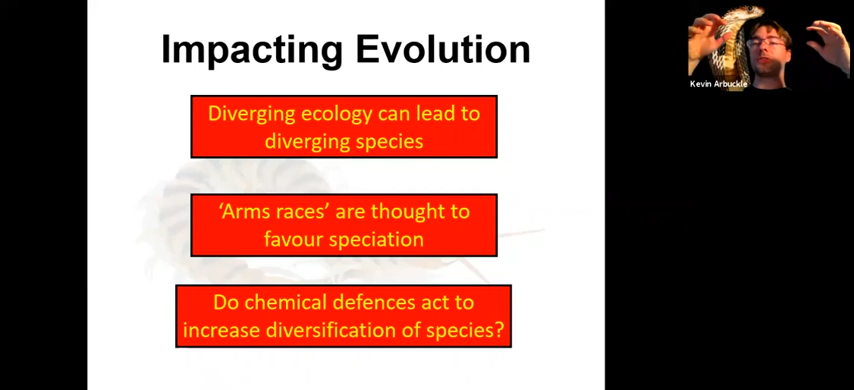 Impacting Evolution
Kevin Arbuckle
Diverging ecology can lead to
diverging species
‘Arms races’ are thought to
favour speciation
Do chemical defences act to
increase diversification of species?